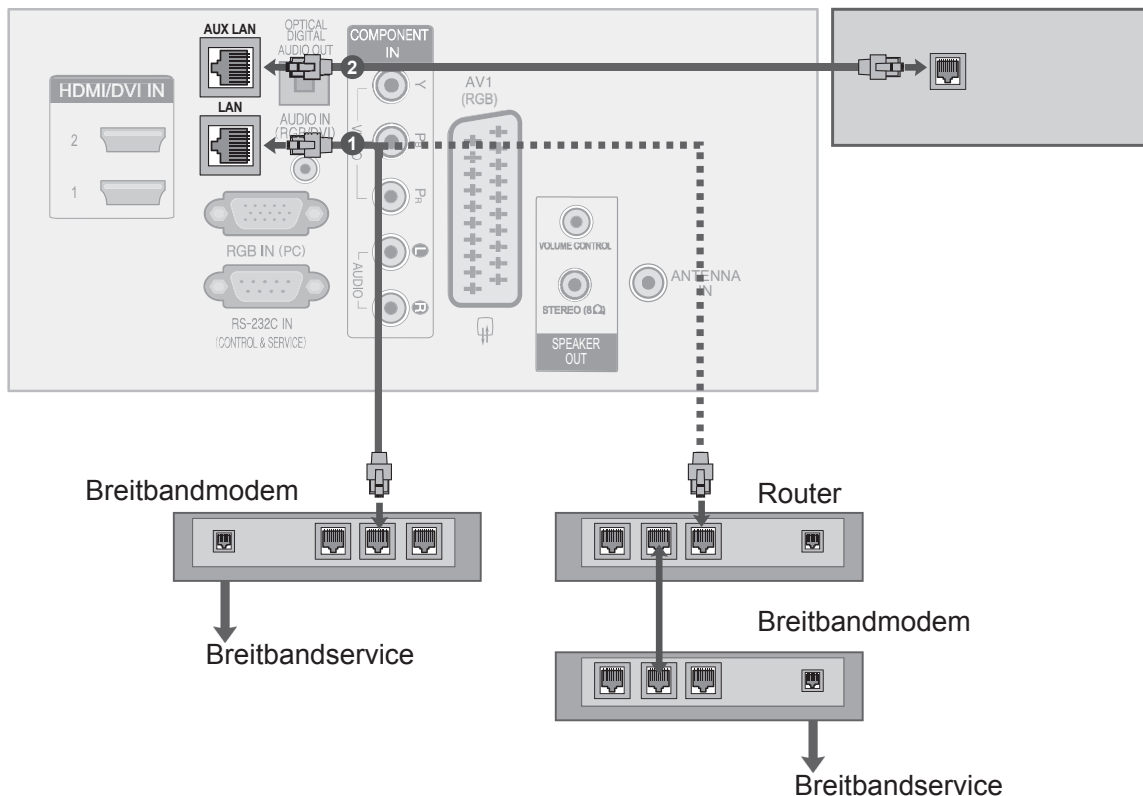 AUX LAN
OPTICAL
DIGITAL
AUDIO OUT
COMPONENT
IN
2
HDMI/DVI IN
Y
AV1
(RGB)
LAN
AUDIO IN
(RGB/DVI)
1
2
VIDEO
PB
1
PR
RGB IN (PC)
VOLUME CONTROL
L
AUDIO
ANTENNA
IN
R
STEREO (8Ω)
RS-232C IN
(CONTROL & SERVICE)
SPEAKER
OUT
Breitbandmodem
Router
Breitbandmodem
Breitbandservice
Breitbandservice